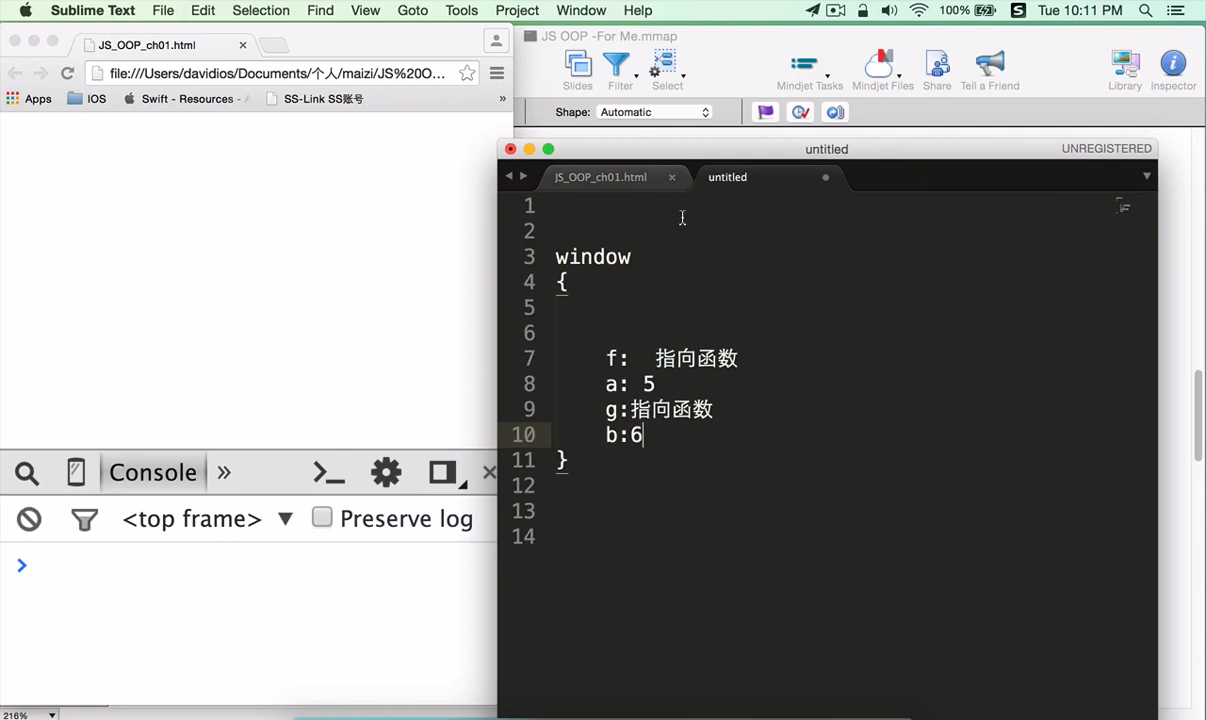 Sublime Text File Edit Selection Find View Goto Tools Project Window Help 100% Tue 10:11 PM
JS_OOP_ch01.html
file:///Users/davidios/Documents/个人/maizi/JS%20O...
Apps IOS Swift - Resources - SS-Link SS账号 »
JS OOP -For Me.mmap
Slides Filter Select Mindjet Tasks Mindjet Files Share Tell a Friend Library Inspector
Shape: Automatic
untitled UNREGISTERED
JS_OOP_ch01.html untitled
1
2
3 window
4 {
5
6
7 f: 指向函数
8 a: 5
9 g:指向函数
10 b:6
11 }
12
13
14
Console »
<top frame> Preserve log
>
216%